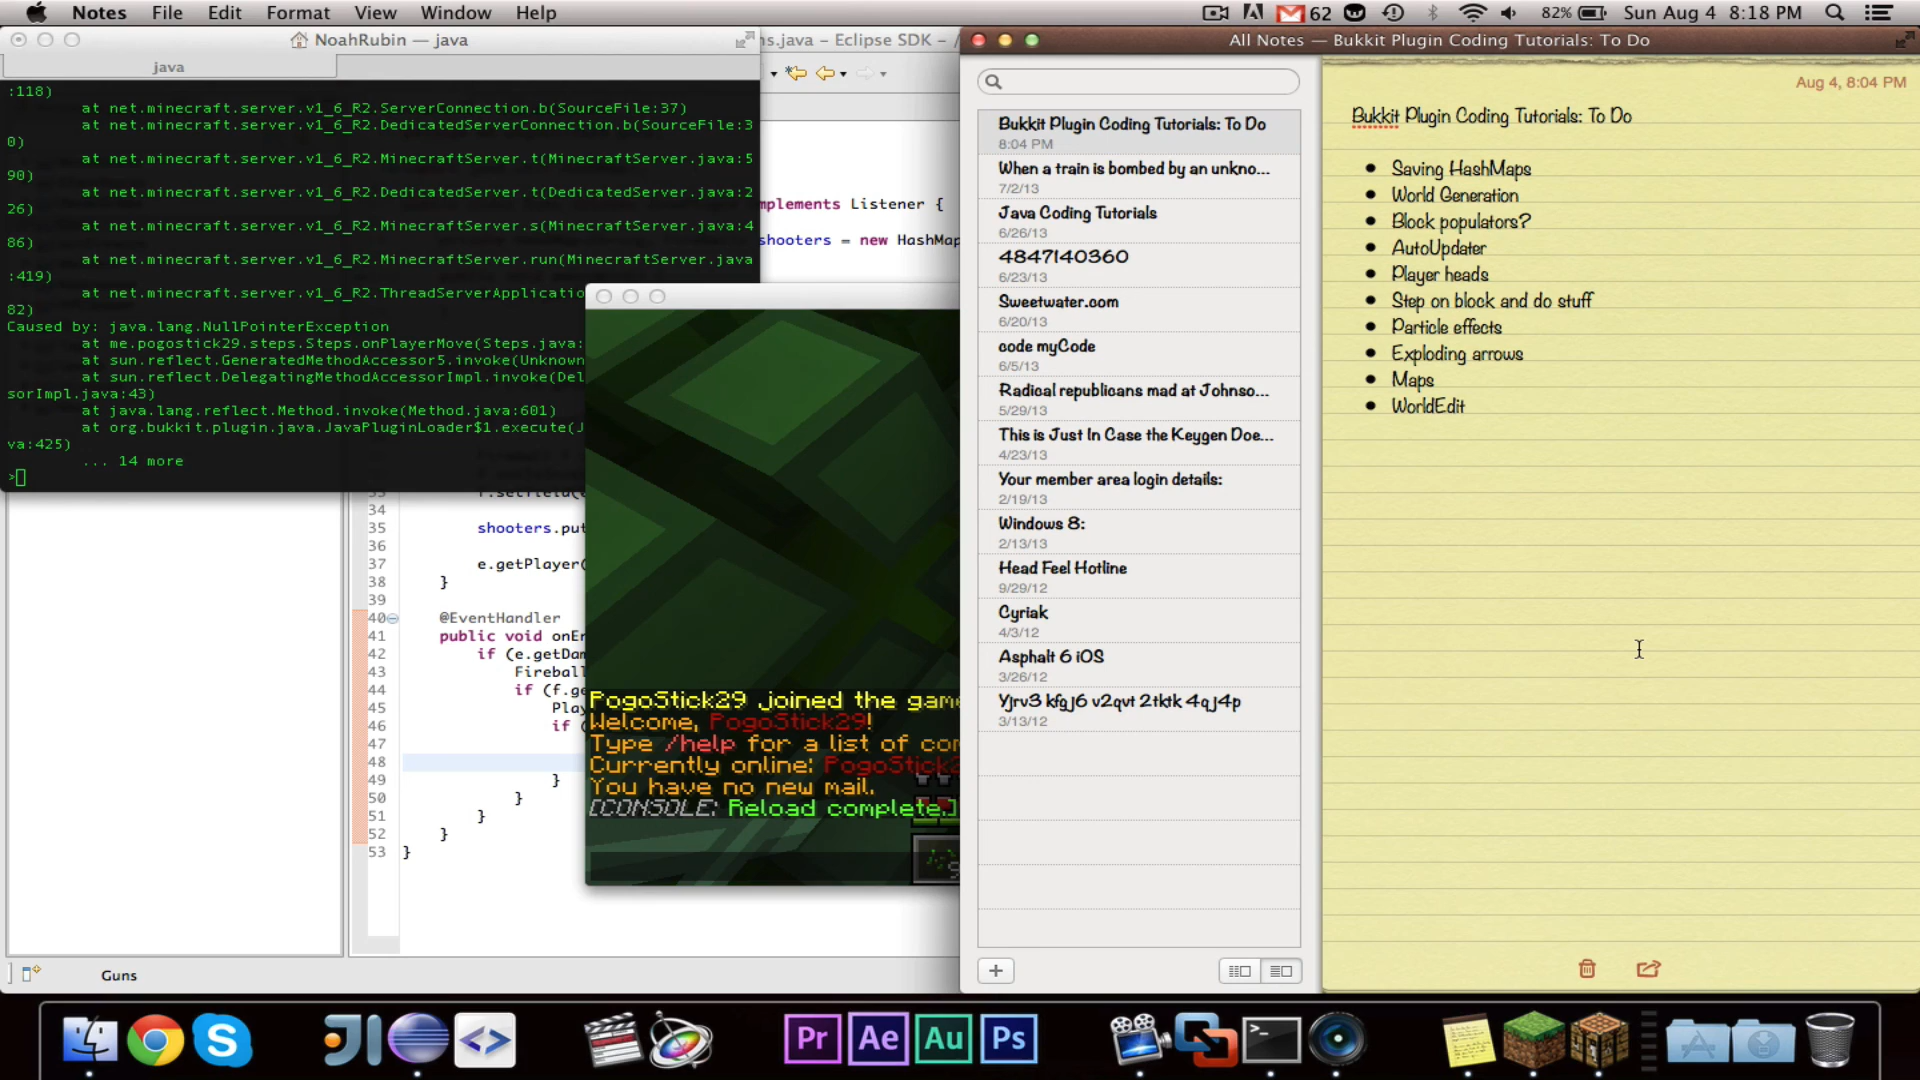 Notes File Edit Format View Window Help
62 82% Sun Aug 4 8:18 PM
NoahRubin — java
java
:118)
at net.minecraft.server.v1_6_R2.ServerConnection.b(SourceFile:37)
at net.minecraft.server.v1_6_R2.DedicatedServerConnection.b(SourceFile:3
0)
at net.minecraft.server.v1_6_R2.MinecraftServer.t(MinecraftServer.java:5
90)
at net.minecraft.server.v1_6_R2.DedicatedServer.t(DedicatedServer.java:2
26)
at net.minecraft.server.v1_6_R2.MinecraftServer.s(MinecraftServer.java:4
86)
at net.minecraft.server.v1_6_R2.MinecraftServer.run(MinecraftServer.java
:419)
at net.minecraft.server.v1_6_R2.ThreadServerApplicatio
82)
Caused by: java.lang.NullPointerException
at me.pogostick29.steps.Steps.onPlayerMove(Steps.java:
at sun.reflect.GeneratedMethodAccessor5.invoke(Unknown
at sun.reflect.DelegatingMethodAccessorImpl.invoke(Del
sorImpl.java:43)
at java.lang.reflect.Method.invoke(Method.java:601)
at org.bukkit.plugin.java.JavaPluginLoader$1.execute(J
va:425)
... 14 more
>
ns.java – Eclipse SDK – /
mplements Listener {
shooters = new HashMap
34
35 shooters.put
36
37 e.getPlayer(
38 }
39
40 @EventHandler
41 public void onEn
42 if (e.getDam
43 Fireball
44 if (f.ge
45 Play
46 if (
47
48
49 }
50 }
51 }
52 }
53 }
Guns
PogoStick29 joined the game
Welcome, PogoStick29!
Type /help for a list of com
Currently online: PogoStick2
You have no new mail.
[CONSOLE: Reload complete.]
All Notes — Bukkit Plugin Coding Tutorials: To Do
Bukkit Plugin Coding Tutorials: To Do
8:04 PM
When a train is bombed by an unkno...
7/2/13
Java Coding Tutorials
6/26/13
4847140360
6/23/13
Sweetwater.com
6/20/13
code myCode
6/5/13
Radical republicans mad at Johnso...
5/29/13
This is Just In Case the Keygen Doe...
4/23/13
Your member area login details:
2/19/13
Windows 8:
2/13/13
Head Feel Hotline
9/29/12
Cyriak
4/3/12
Asphalt 6 iOS
3/26/12
Yjrv3 kfgj6 v2qvt 2tktk 4qj4p
3/13/12
Aug 4, 8:04 PM
Bukkit Plugin Coding Tutorials: To Do
• Saving HashMaps
• World Generation
• Block populators?
• AutoUpdater
• Player heads
• Step on block and do stuff
• Particle effects
• Exploding arrows
• Maps
• WorldEdit
Pr Ae Au Ps